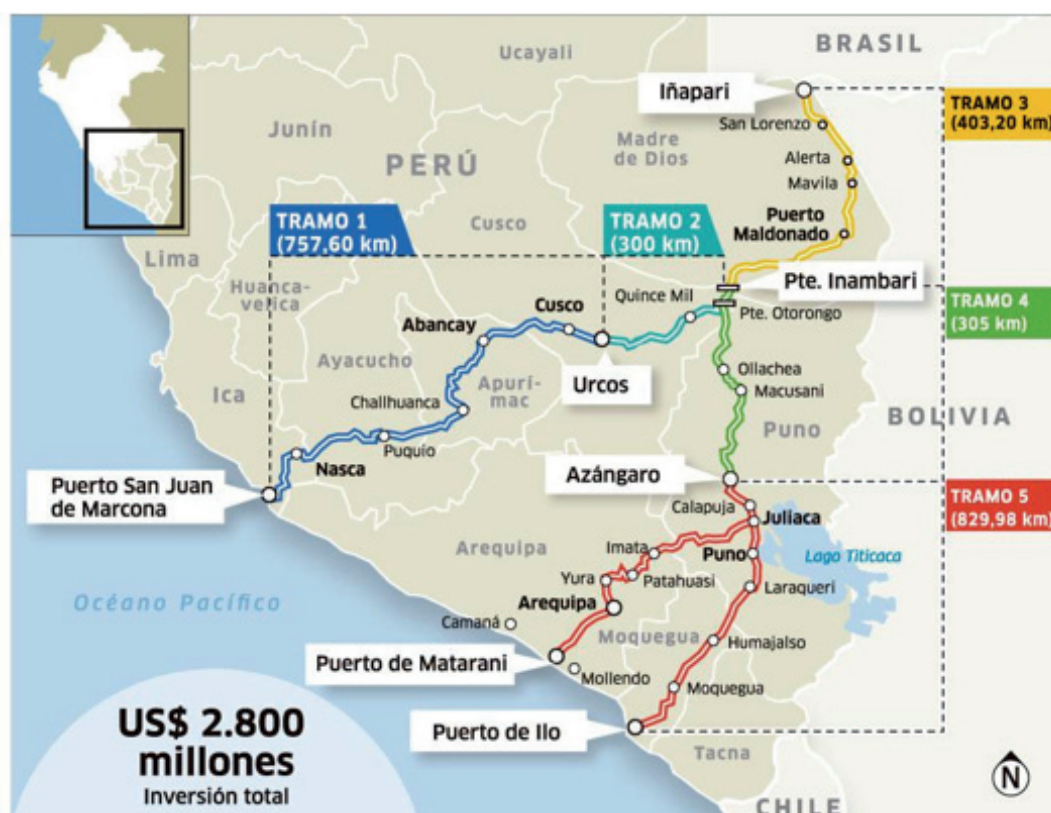 BRASIL
Ucayali
Iñapari
TRAMO 3
(403,20 km)
San Lorenzo
Junín
Madre
de Dios
PERÚ
Alerta
Mavila
TRAMO 1
(757,60 km)
Cusco
TRAMO 2
(300 km)
Puerto
Maldonado
Lima
Huanca-
velica
Pte. Inambari
Quince Mil
Cusco
Abancay
Pte. Otorongo
TRAMO 4
(305 km)
Ayacucho
Apurí-
mac
Urcos
Ollachea
Macusani
Ica
Challhuanca
BOLIVIA
Puno
Puquio
Nasca
Azángaro
Puerto San Juan
de Marcona
TRAMO 5
(829,98 km)
Calapuja
Juliaca
Arequipa
Imata
Puno
Lago Titicaca
Yura
Patahuasi
Laraqueri
Océano Pacífico
Arequipa
Camaná
Moquegua
Humajalso
Puerto de Matarani
Mollendo
Moquegua
US$ 2.800
millones
Inversión total
Puerto de Ilo
Tacna
N
CHILE